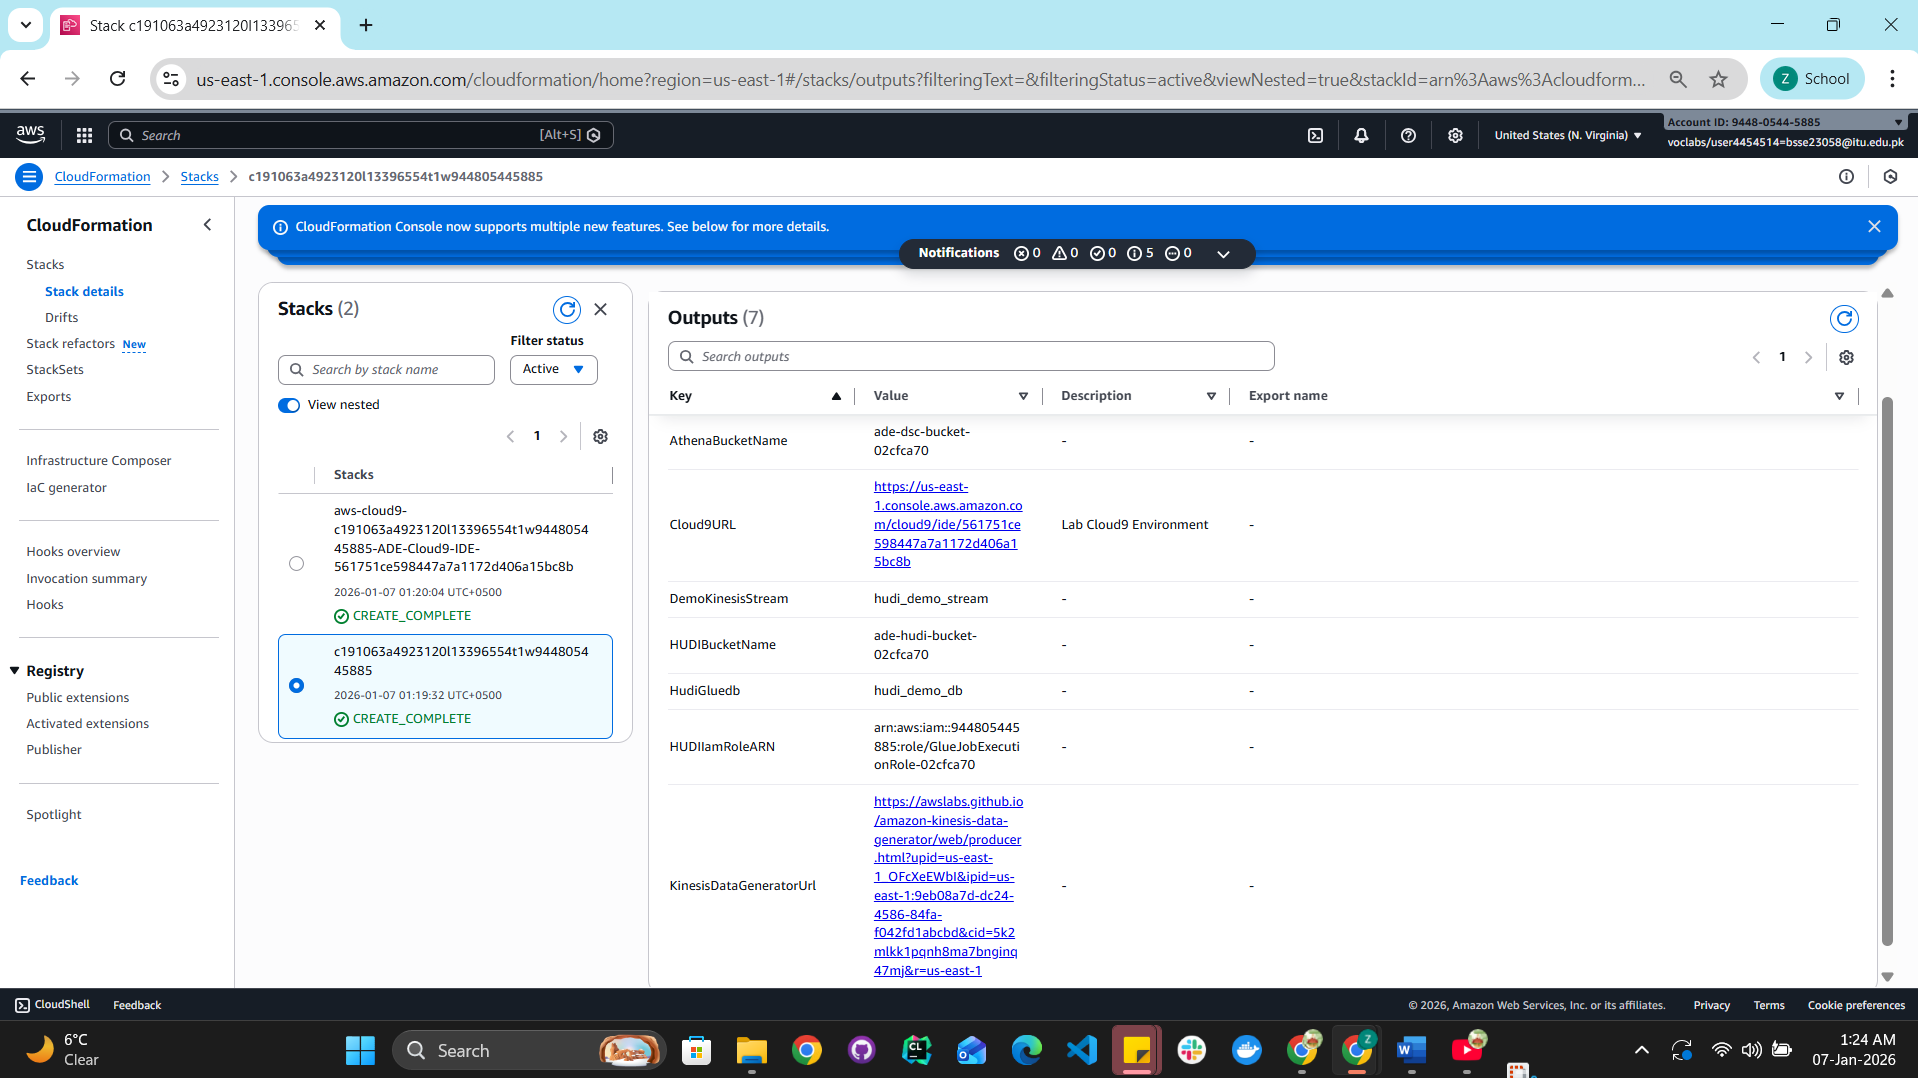 Stack c191063a4923120l133965
us-east-1.console.aws.amazon.com/cloudformation/home?region=us-east-1#/stacks/outputs?filteringText=&filteringStatus=active&viewNested=true&stackId=arn%3Aaws%3Acloudform...
Z School
aws
Search [Alt+S]
United States (N. Virginia)
Account ID: 9448-0544-5885
voclabs/user4454514=bsse23058@itu.edu.pk
CloudFormation
Stacks
c191063a4923120l13396554t1w944805445885
CloudFormation
Stacks
Stack details
Drifts
Stack refactors New
StackSets
Exports
Infrastructure Composer
IaC generator
Hooks overview
Invocation summary
Hooks
Registry
Public extensions
Activated extensions
Publisher
Spotlight
Feedback
CloudFormation Console now supports multiple new features. See below for more details.
Notifications 0 0 0 5 0
Stacks (2)
Filter status
Search by stack name
Active
View nested
1
Stacks
aws-cloud9-
c191063a4923120l13396554t1w9448054
45885-ADE-Cloud9-IDE-
561751ce598447a7a1172d406a15bc8b
2026-01-07 01:20:04 UTC+0500
CREATE_COMPLETE
c191063a4923120l13396554t1w9448054
45885
2026-01-07 01:19:32 UTC+0500
CREATE_COMPLETE
Outputs (7)
Search outputs
1
Key Value Description Export name
AthenaBucketName
ade-dsc-bucket-
02cfca70
- -
Cloud9URL
https://us-east-
1.console.aws.amazon.co
m/cloud9/ide/561751ce
598447a7a1172d406a1
5bc8b
Lab Cloud9 Environment -
DemoKinesisStream hudi_demo_stream - -
HUDIBucketName
ade-hudi-bucket-
02cfca70
- -
HudiGluedb hudi_demo_db - -
HUDIIamRoleARN
arn:aws:iam::944805445
885:role/GlueJobExecuti
onRole-02cfca70
- -
KinesisDataGeneratorUrl
https://awslabs.github.io
/amazon-kinesis-data-
generator/web/producer
.html?upid=us-east-
1_OFcXeEWbI&ipid=us-
east-1:9eb08a7d-dc24-
4586-84fa-
f042fd1abcbd&cid=5k2
mlkk1pqnh8ma7bnginq
47mj&r=us-east-1
- -
CloudShell Feedback
© 2026, Amazon Web Services, Inc. or its affiliates. Privacy Terms Cookie preferences
6°C
Clear
Search
1:24 AM
07-Jan-2026